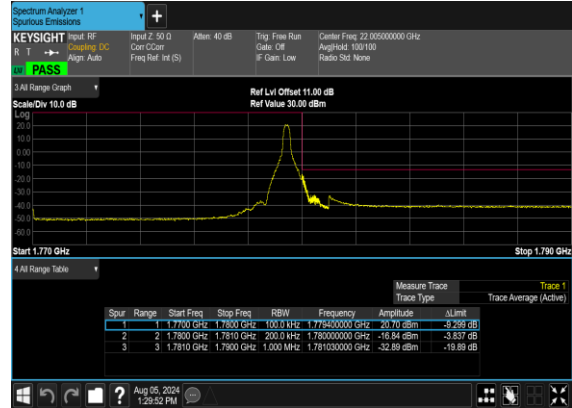 Spectrum Analyzer 1
Spurious Emissions
KEYSIGHT Input: RF Input Z: 50 Ω Atten: 40 dB Trig: Free Run Center Freq: 22.005000000 GHz
R T Coupling: DC Corr CCorr Gate: Off Avg|Hold: 100/100
Align: Auto Freq Ref: Int (S) IF Gain: Low Radio Std: None
PASS
3 All Range Graph
Ref Lvl Offset 11.00 dB
Scale/Div 10.0 dB Ref Value 30.00 dBm
Log
20.0
10.0
0.00
-10.0
-20.0
-30.0
-40.0
-50.0
-60.0
Start 1.770 GHz Stop 1.790 GHz
4 All Range Table
Measure Trace Trace 1
Trace Type Trace Average (Active)
Spur Range Start Freq Stop Freq RBW Frequency Amplitude ΔLimit
1 1 1.7700 GHz 1.7800 GHz 100.0 kHz 1.779400000 GHz 20.70 dBm -9.299 dB
2 2 1.7800 GHz 1.7810 GHz 200.0 kHz 1.780000000 GHz -16.84 dBm -3.837 dB
3 3 1.7810 GHz 1.7900 GHz 1.000 MHz 1.781030000 GHz -32.89 dBm -19.89 dB
Aug 05, 2024
1:29:52 PM